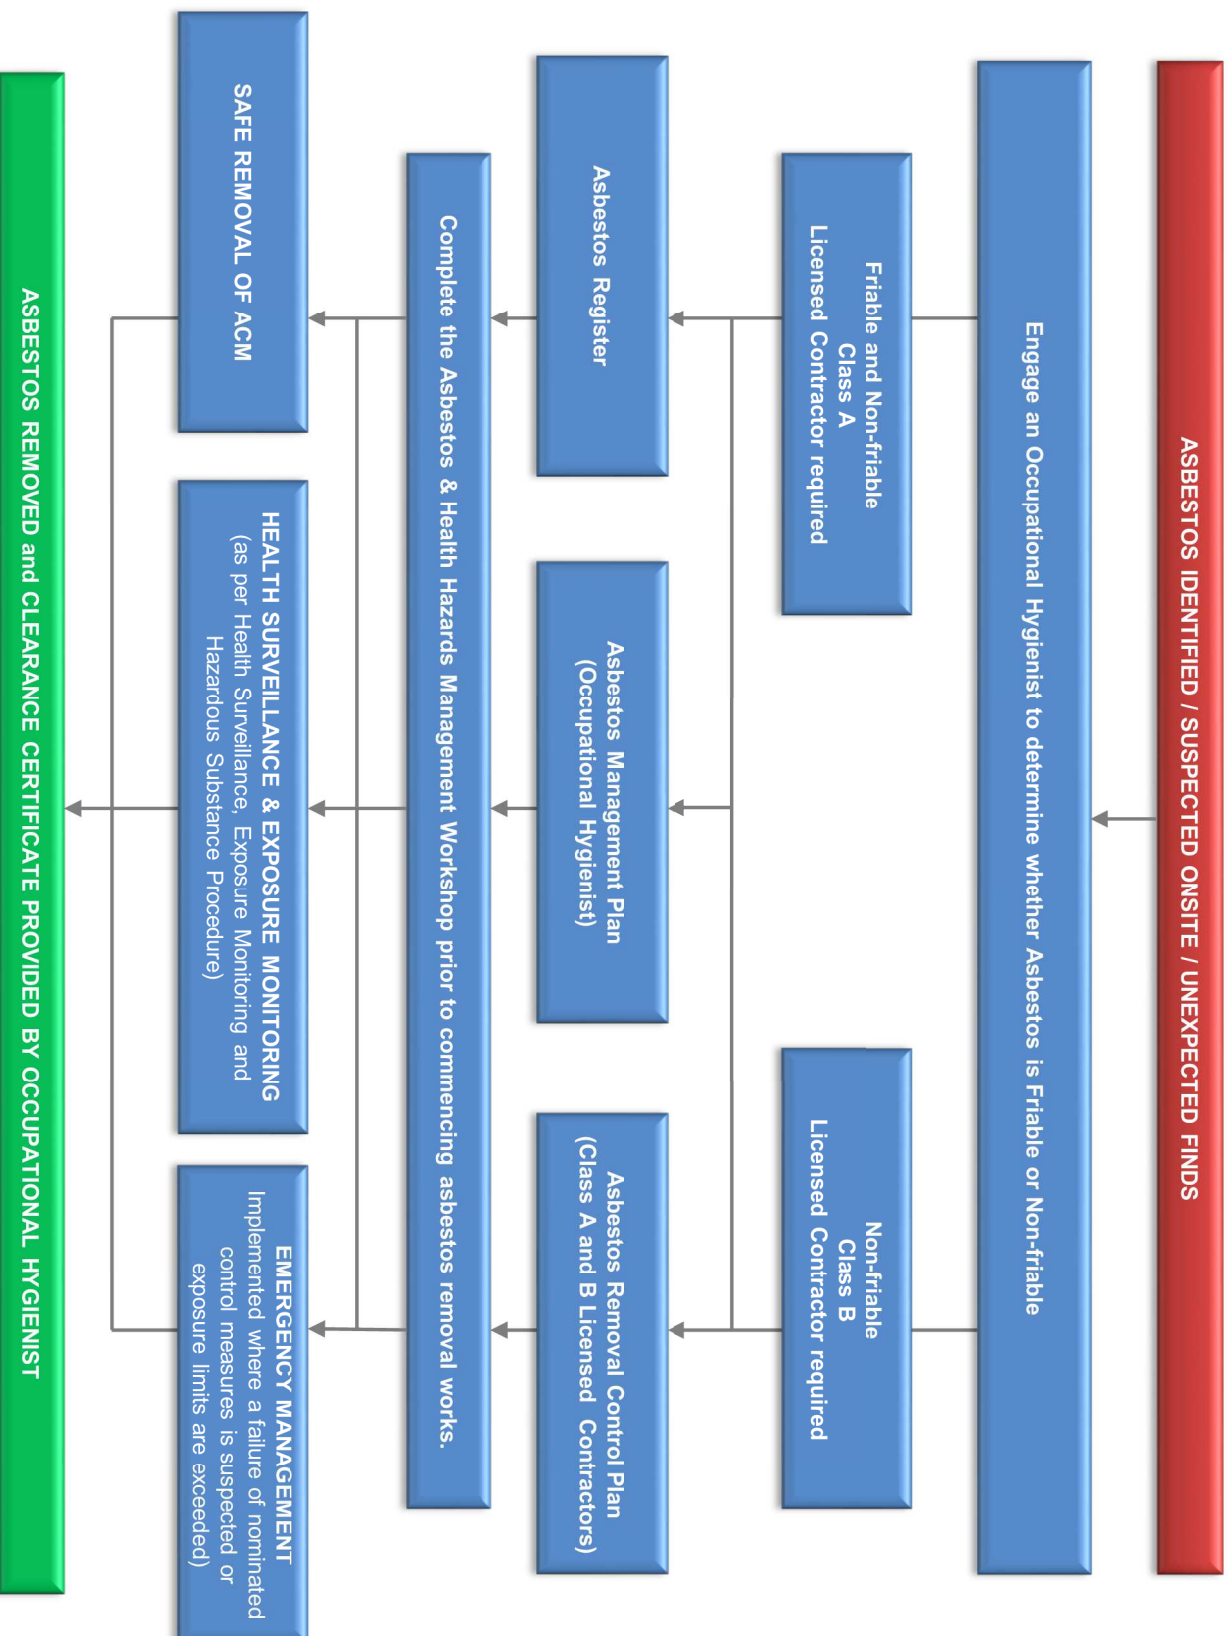 ASBESTOS IDENTIFIED / SUSPECTED ONSITE / UNEXPECTED FINDS
Engage an Occupational Hygienist to determine whether Asbestos is Friable or Non-friable
Friable and Non-friable
Class A
Licensed Contractor required
Non-friable
Class B
Licensed Contractor required
Asbestos Register
Asbestos Management Plan
(Occupational Hygienist)
Asbestos Removal Control Plan
(Class A and B Licensed Contractors)
Complete the Asbestos & Health Hazards Management Workshop prior to commencing asbestos removal works.
SAFE REMOVAL OF ACM
HEALTH SURVEILLANCE & EXPOSURE MONITORING
(as per Health Surveillance, Exposure Monitoring and
Hazardous Substance Procedure)
EMERGENCY MANAGEMENT
Implemented where a failure of nominated
control measures is suspected or
exposure limits are exceeded)
ASBESTOS REMOVED and CLEARANCE CERTIFICATE PROVIDED BY OCCUPATIONAL HYGIENIST